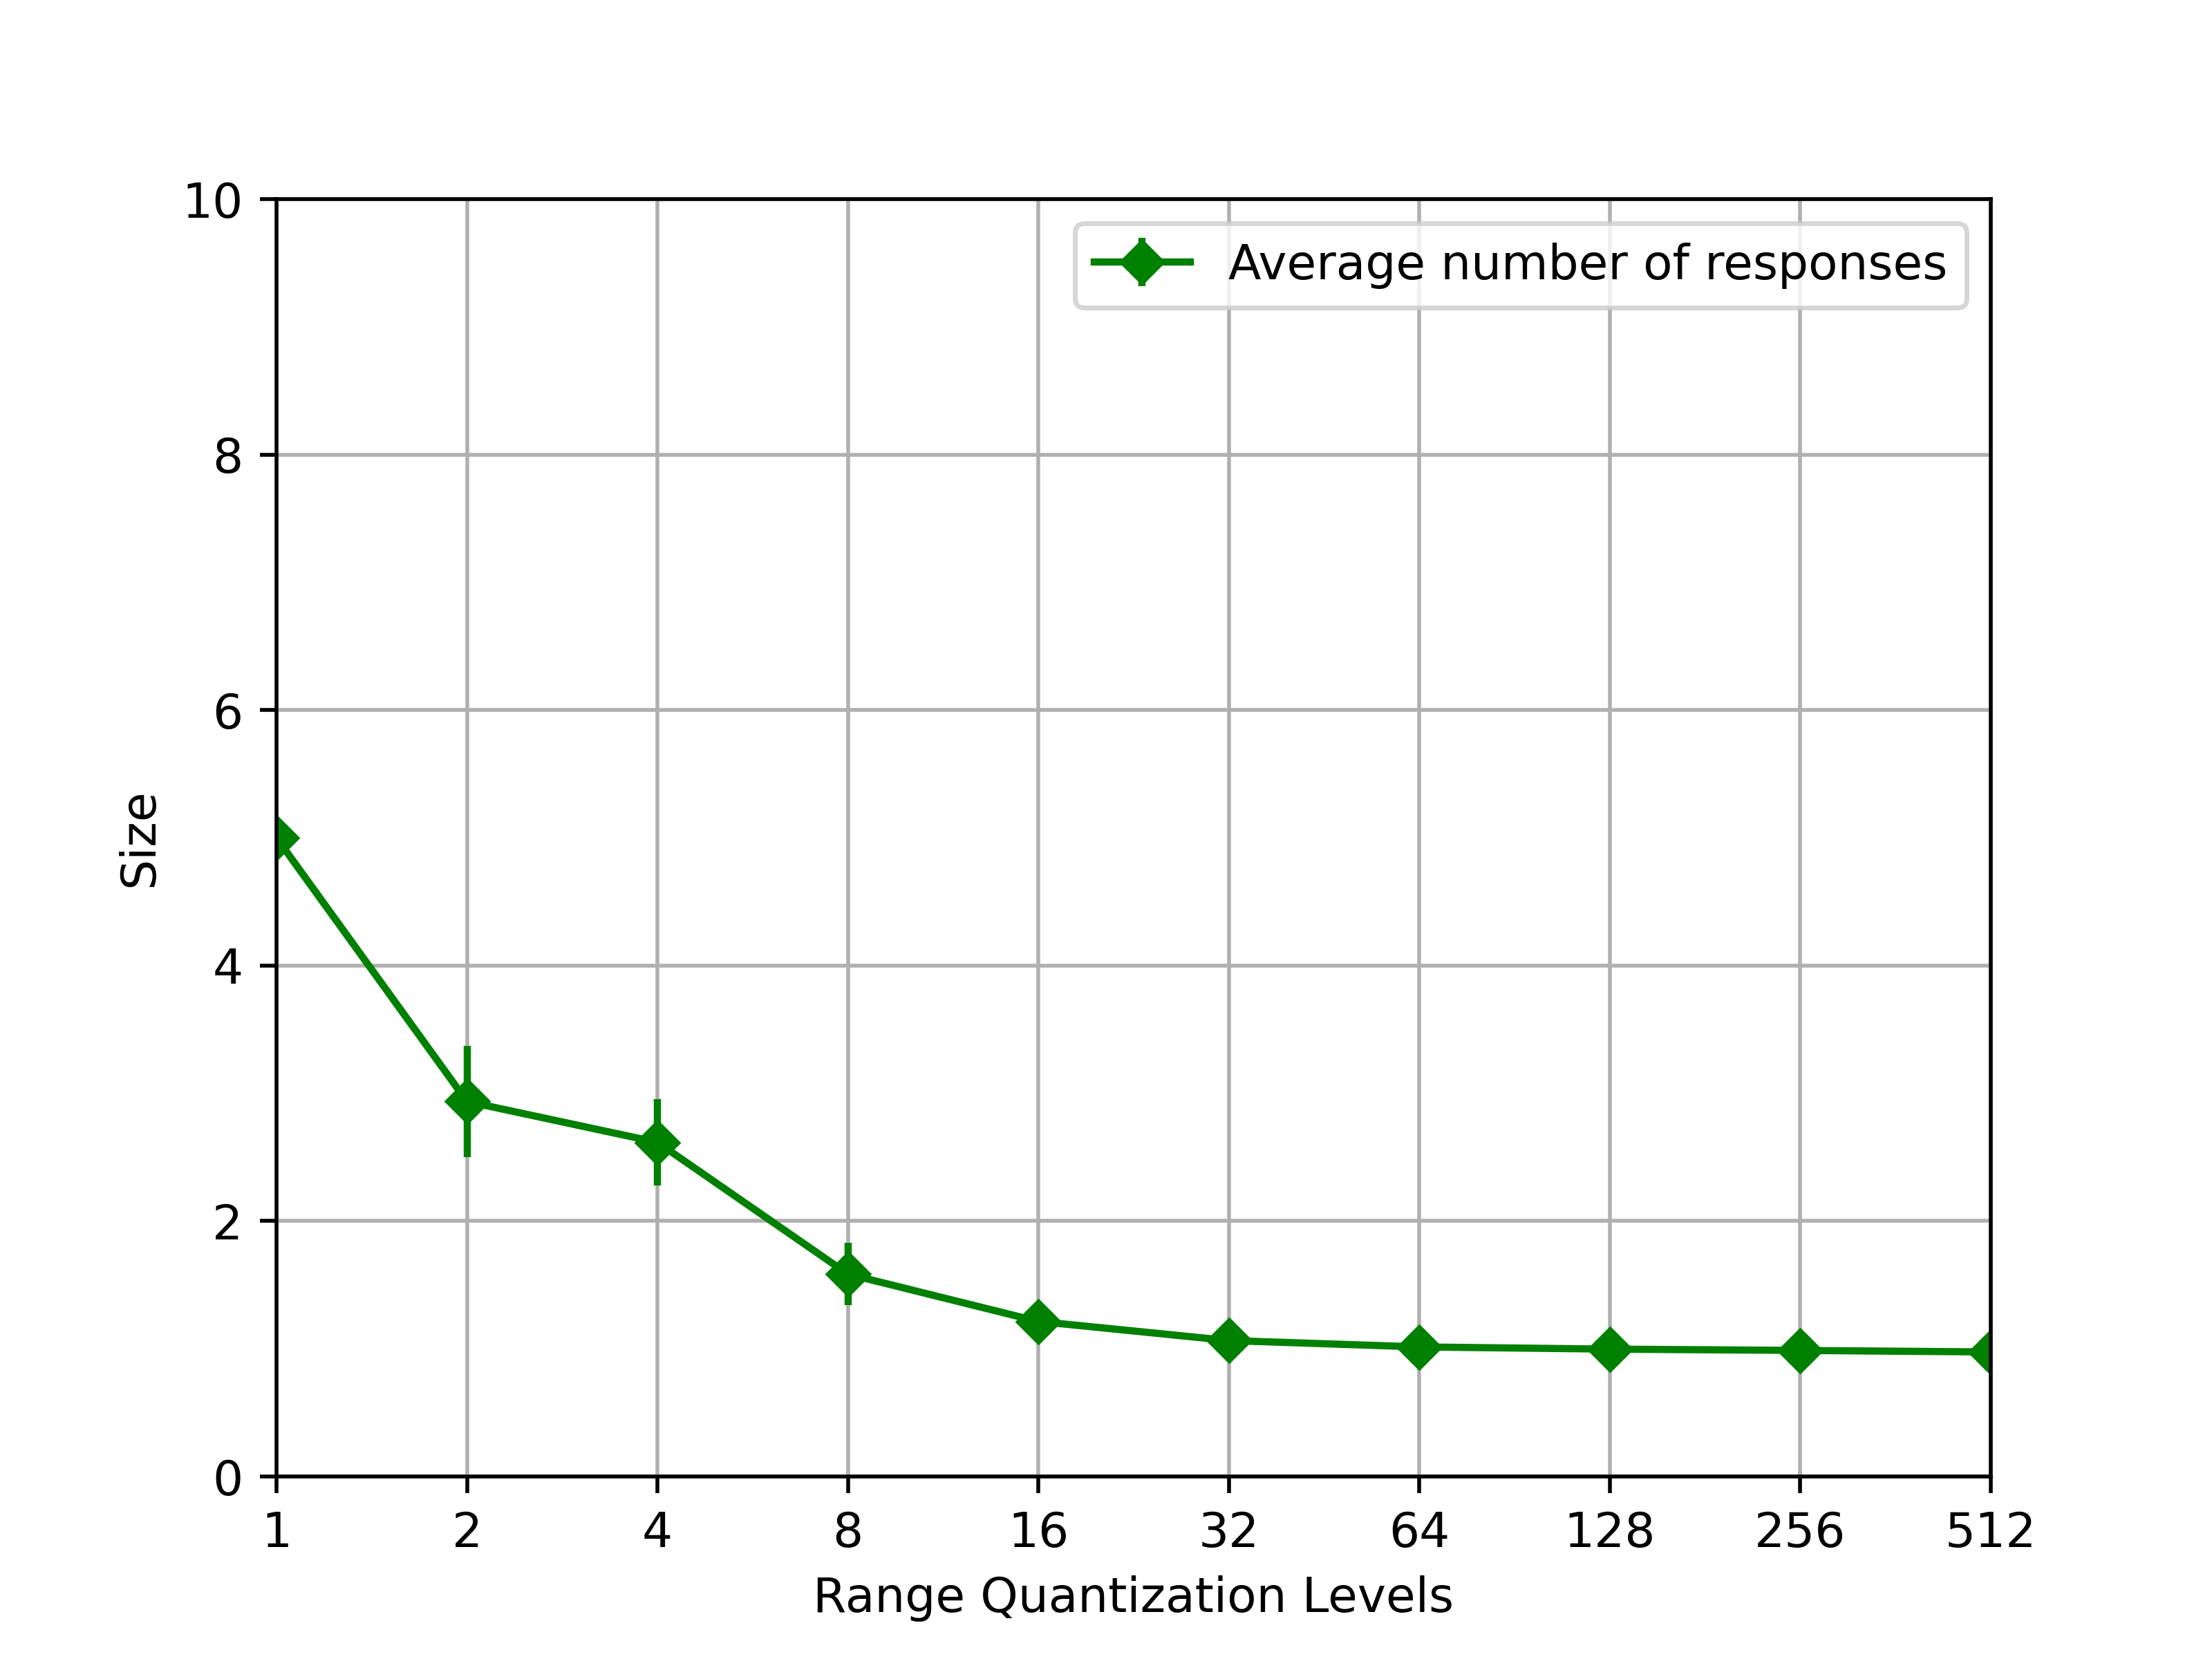 10
Average number of responses
8
6
Size
4
2
0
1 2 4 8 16 32 64 128 256 512
Range Quantization Levels